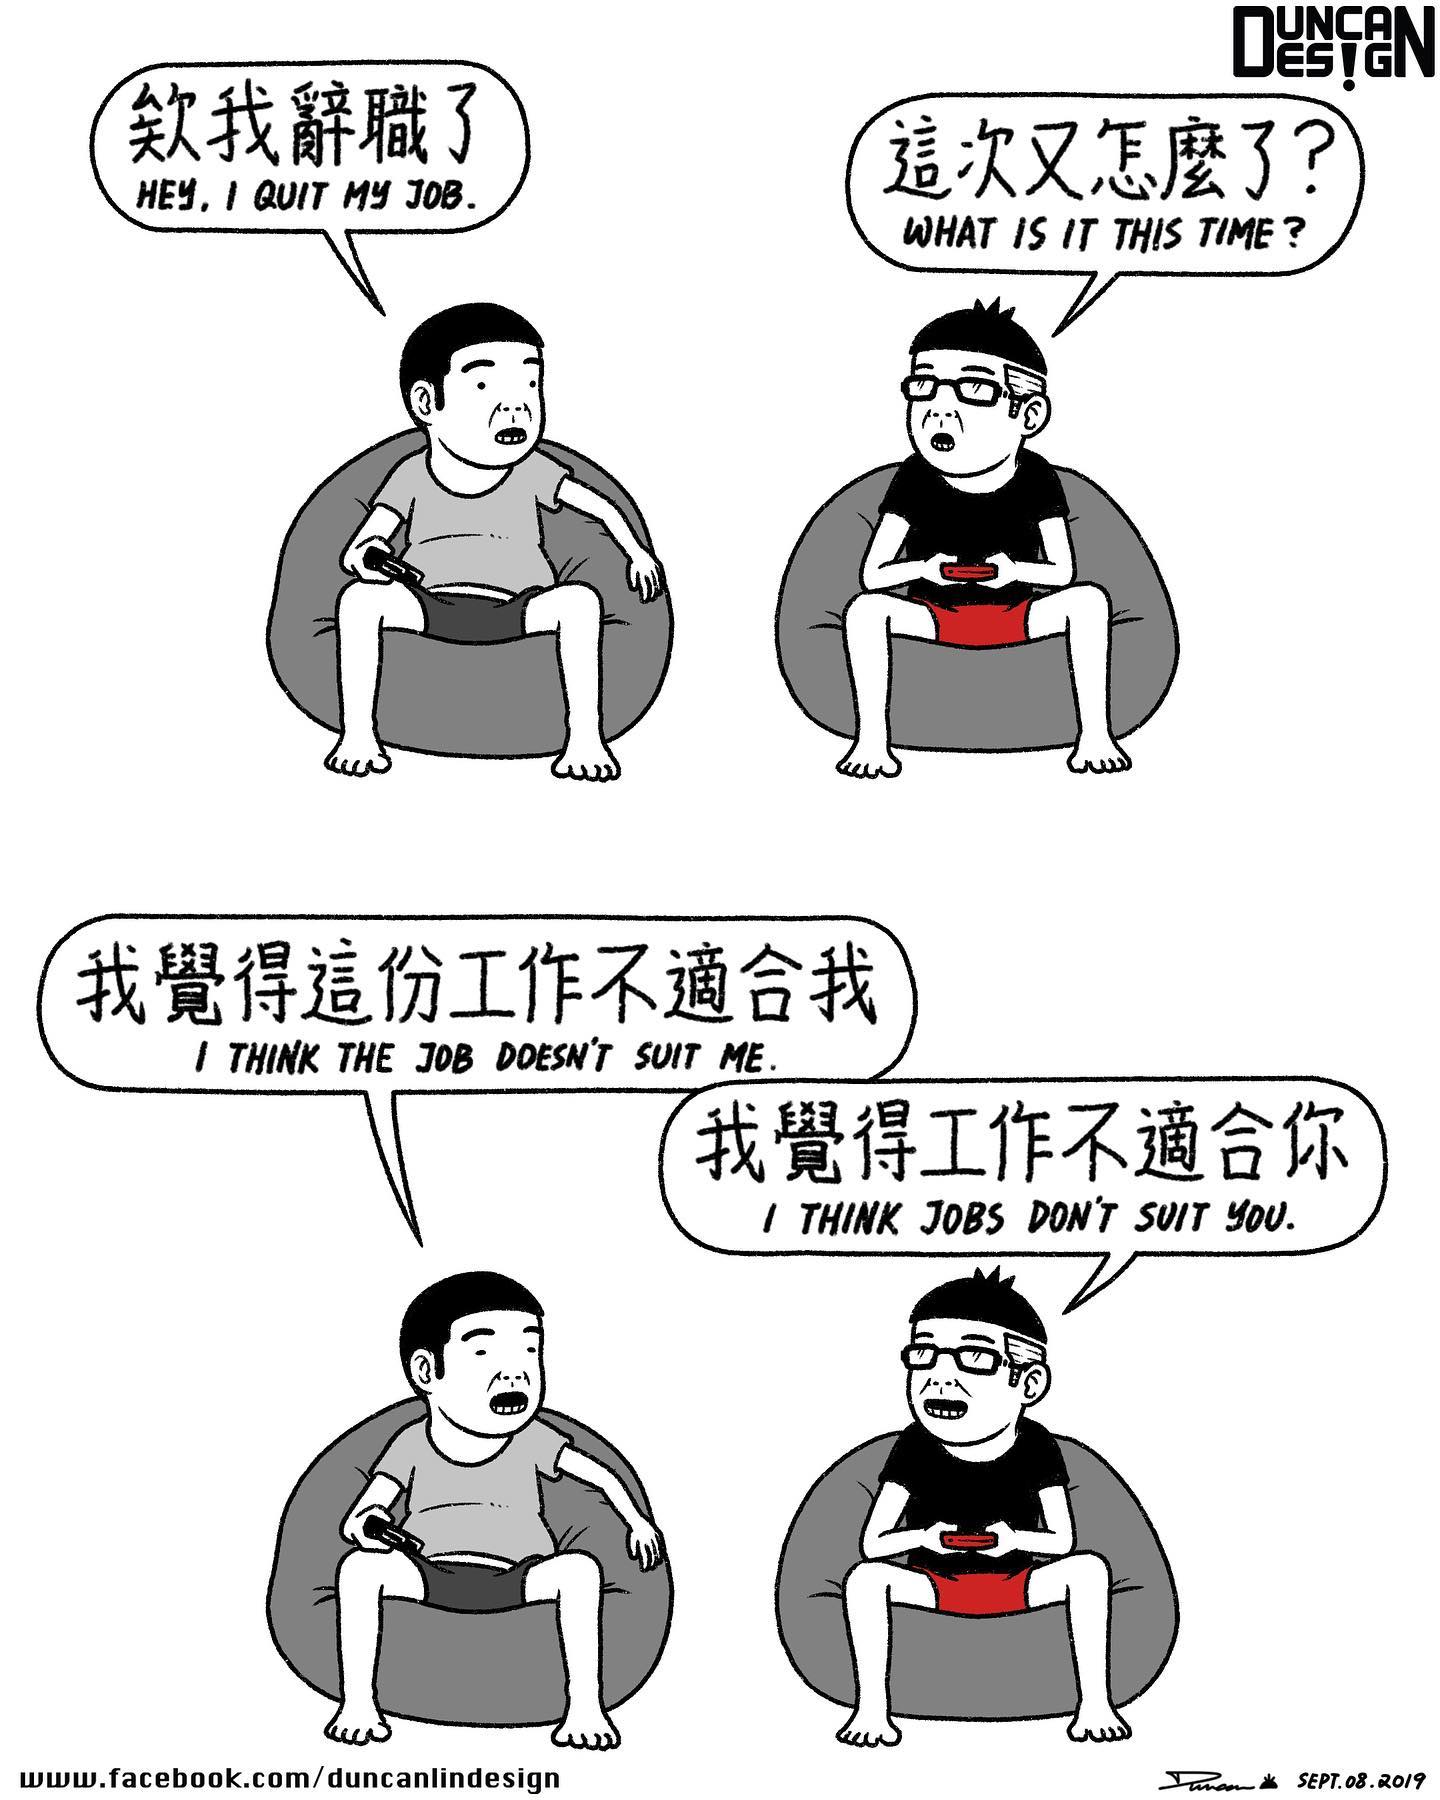 DUNCAN
DES!GN
欸我辭職了
HEY, I QUIT MY JOB.
這次又怎麼了?
WHAT IS IT THIS TIME?
我覺得這份工作不適合我
I THINK THE JOB DOESN'T SUIT ME.
我覺得工作不適合你
I THINK JOBS DON'T SUIT YOU.
www.facebook.com/duncanlindesign
Duncan SEPT.08.2019